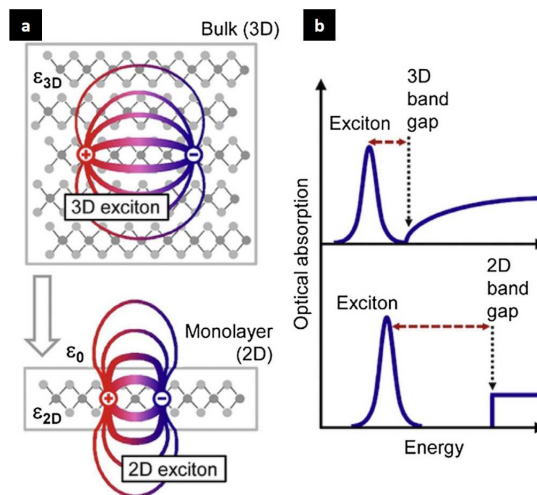 a
Bulk (3D)
ε3D
+
−
3D exciton
ε0
Monolayer
(2D)
ε2D
+
−
2D exciton
b
Optical absorption
3D
band
gap
Exciton
2D
band
gap
Exciton
Energy